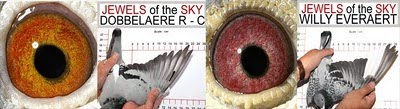 JEWELS of the SKY
DOBBELAERE R - C
JEWELS of the SKY
WILLY EVERAERT